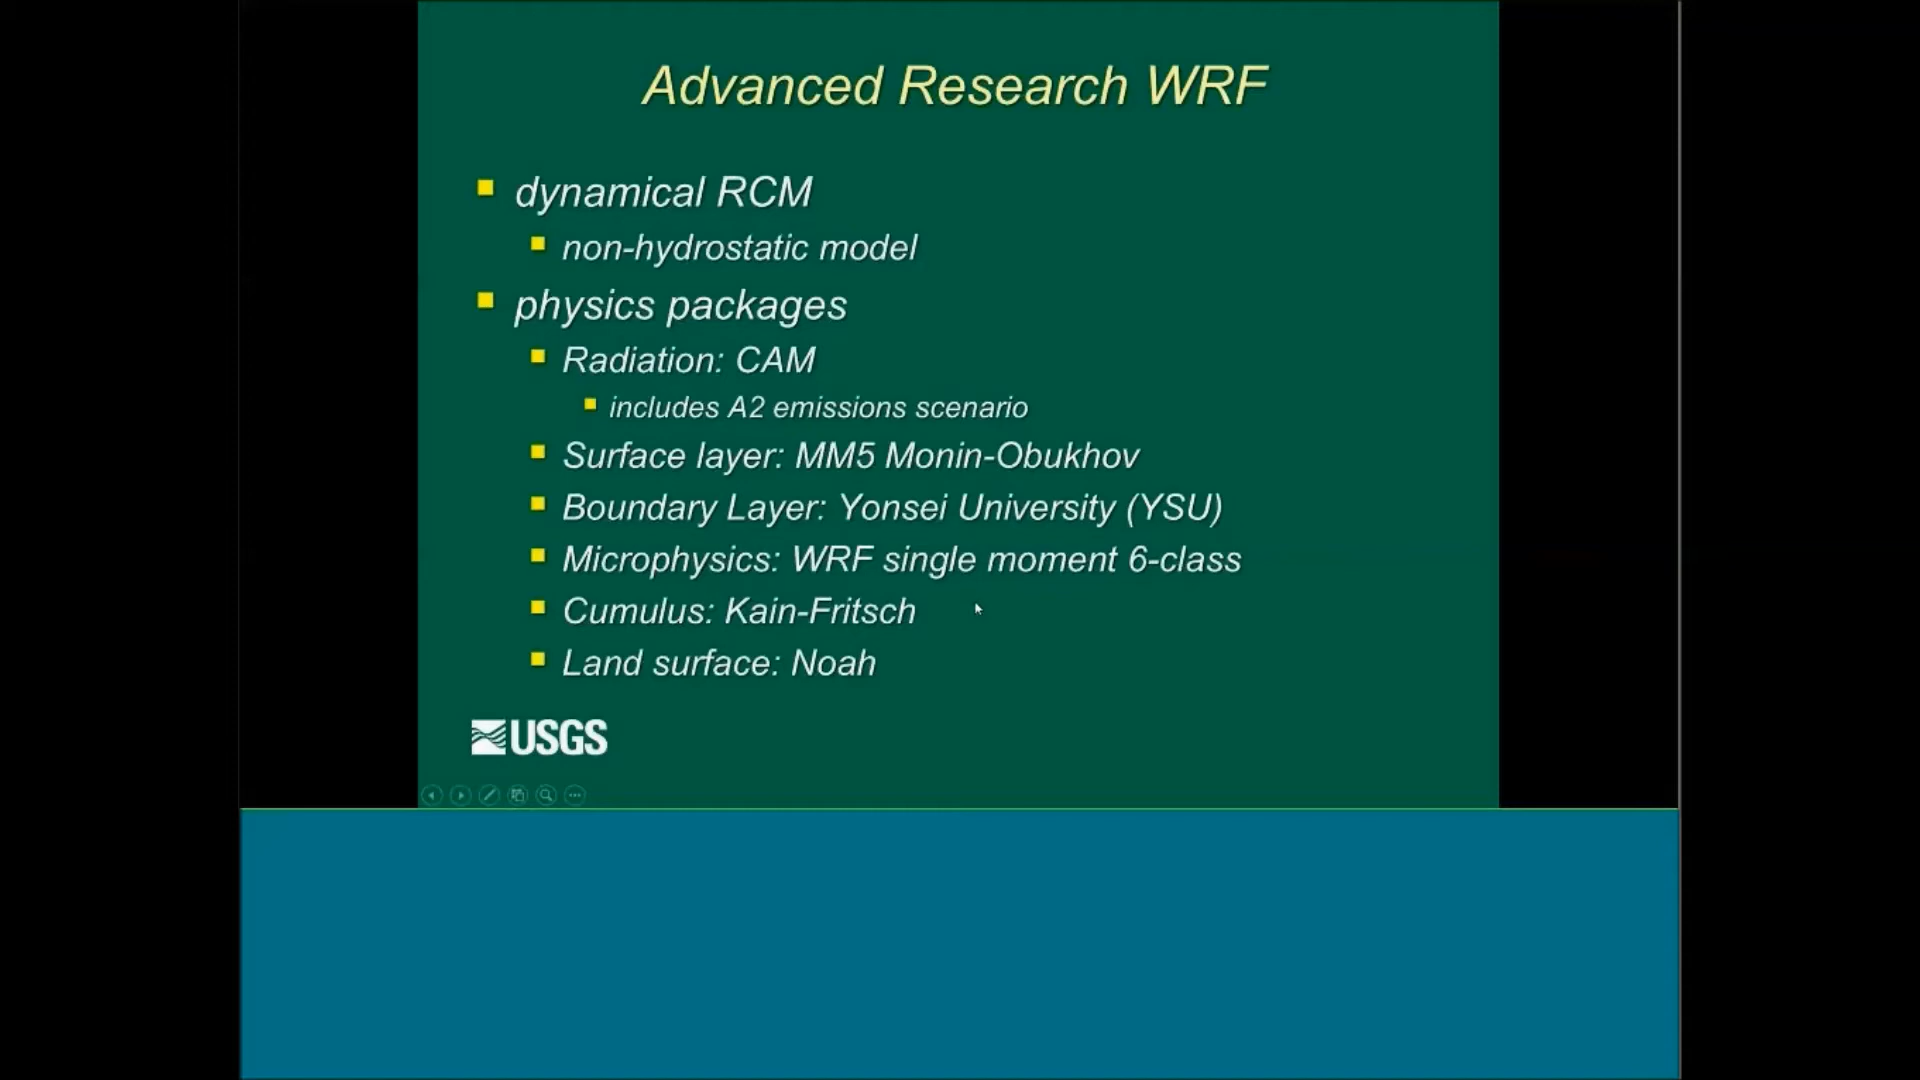 Advanced Research WRF
dynamical RCM
non-hydrostatic model
physics packages
Radiation: CAM
includes A2 emissions scenario
Surface layer: MM5 Monin-Obukhov
Boundary Layer: Yonsei University (YSU)
Microphysics: WRF single moment 6-class
Cumulus: Kain-Fritsch
Land surface: Noah
USGS